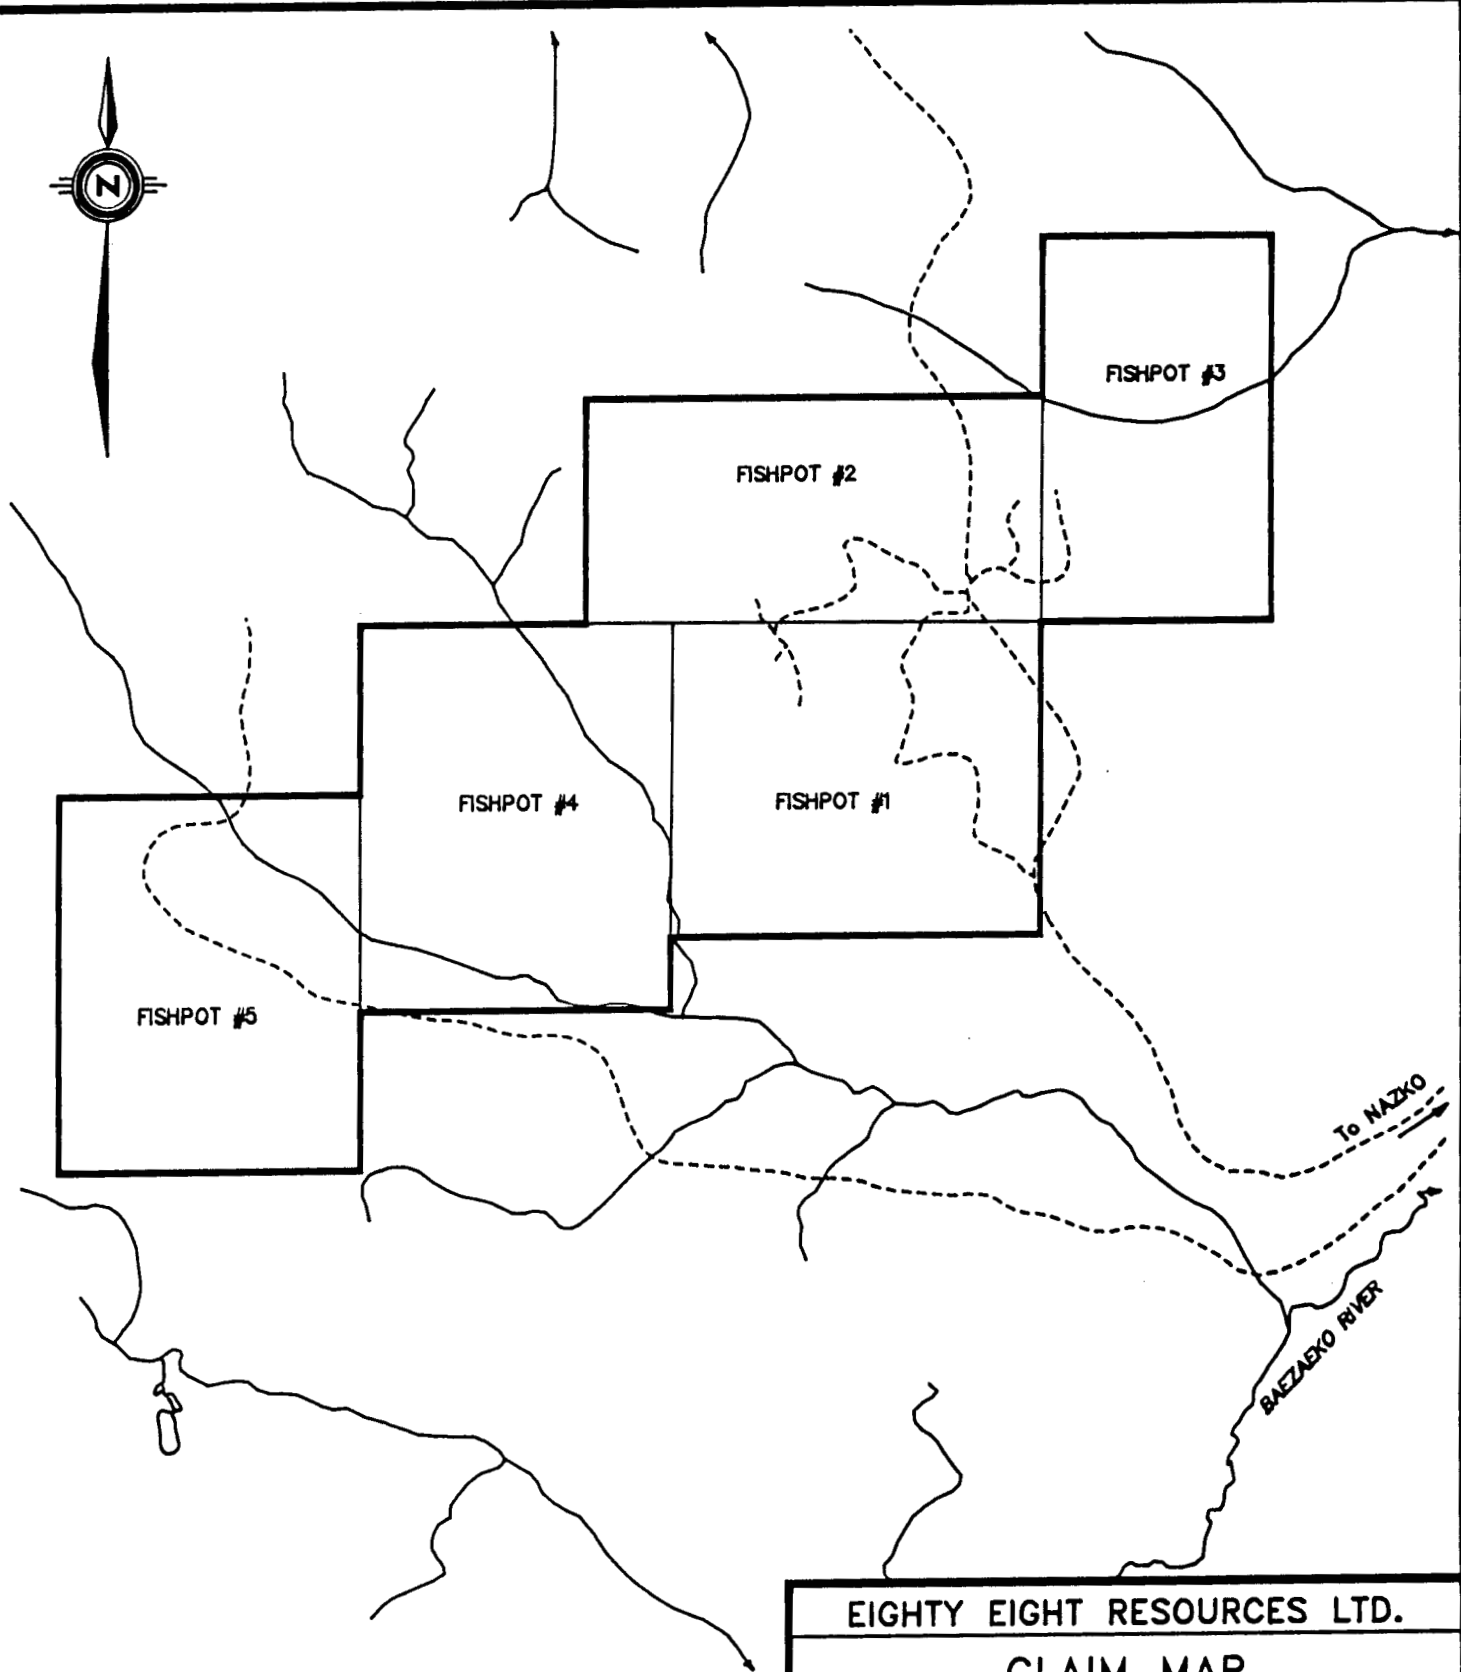 N
FISHPOT #3
FISHPOT #2
FISHPOT #4
FISHPOT #1
FISHPOT #5
To NAZKO
BAEZAEKO RIVER
EIGHTY EIGHT RESOURCES LTD.
CLAIM MAP